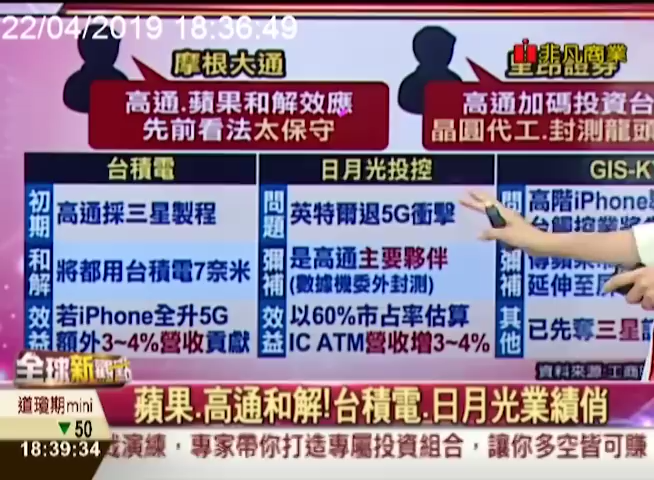 22/04/2019 18:36:49
非凡商業
摩根大通
里昂證券
高通.蘋果和解效應
先前看法太保守
高通加碼投資台
晶圓代工.封測龍頭
台積電
日月光投控
GIS-K
初期
高通採三星製程
問題
英特爾退5G衝擊
問
高階iPhone
和解
將都用台積電7奈米
彌補
是高通主要夥伴
(數據機委外封測)
彌補
延伸至
效益
若iPhone全升5G
額外3~4%營收貢獻
效益
以60%市占率估算
IC ATM營收增3~4%
其他
已先奪三星
資料來源:工商
全球新觀點
蘋果.高通和解!台積電.日月光業績俏
道瓊期mini
▼50
18:39:34
演練，專家帶你打造專屬投資組合，讓你多空皆可賺